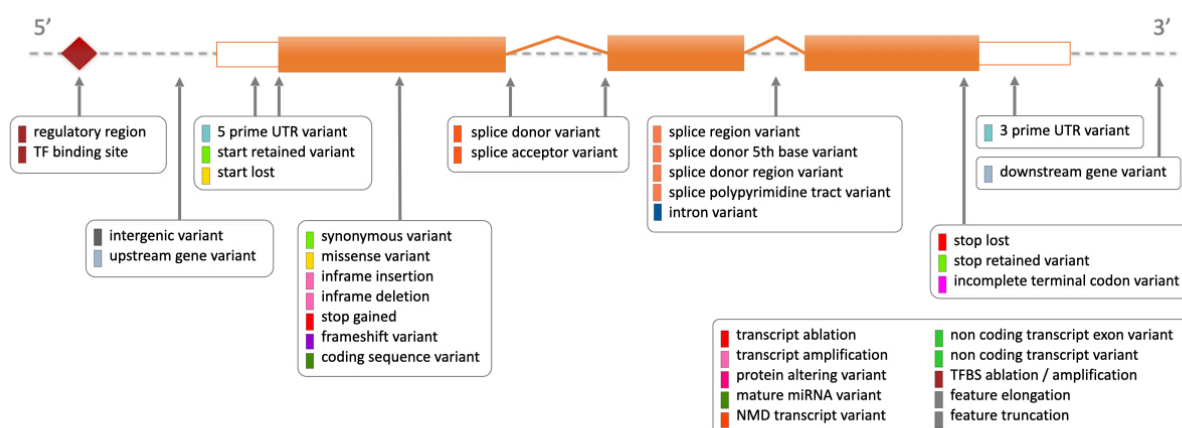 5’
3’
regulatory region
TF binding site
5 prime UTR variant
start retained variant
start lost
splice donor variant
splice acceptor variant
splice region variant
splice donor 5th base variant
splice donor region variant
splice polypyrimidine tract variant
intron variant
3 prime UTR variant
downstream gene variant
intergenic variant
upstream gene variant
synonymous variant
missense variant
inframe insertion
inframe deletion
stop gained
frameshift variant
coding sequence variant
stop lost
stop retained variant
incomplete terminal codon variant
transcript ablation
transcript amplification
protein altering variant
mature miRNA variant
NMD transcript variant
non coding transcript exon variant
non coding transcript variant
TFBS ablation / amplification
feature elongation
feature truncation